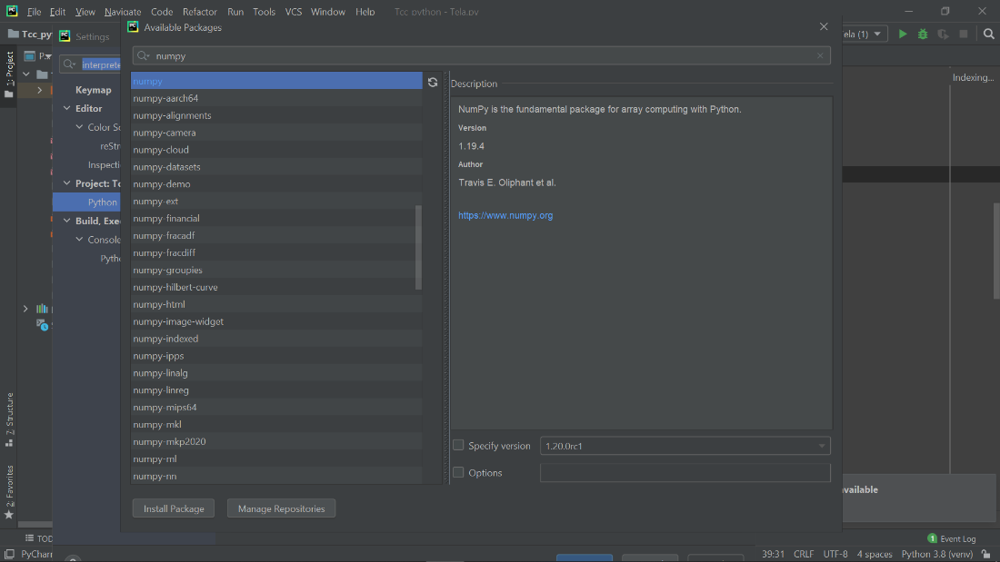 File Edit View Navigate Code Refactor Run Tools VCS Window Help Tcc_python - Tela.py
Tcc_py
Settings
Available Packages
ela (1)
1: Project
P...
interprete
numpy
Indexing...
Keymap
Editor
Color Sc
reStr
Inspecti
Project: Tc
Python
Build, Exe
Console
Pytho
numpy
numpy-aarch64
numpy-alignments
numpy-camera
numpy-cloud
numpy-datasets
numpy-demo
numpy-ext
numpy-financial
numpy-fracadf
numpy-fracdiff
numpy-groupies
numpy-hilbert-curve
numpy-html
numpy-image-widget
numpy-indexed
numpy-ipps
numpy-linalg
numpy-linreg
numpy-mips64
numpy-mkl
numpy-mkp2020
numpy-ml
numpy-nn
Description
NumPy is the fundamental package for array computing with Python.
Version
1.19.4
Author
Travis E. Oliphant et al.
https://www.numpy.org
Specify version 1.20.0rc1
Options
Install Package Manage Repositories
available
7: Structure
2: Favorites
TOD
Event Log
PyChar
39:31 CRLF UTF-8 4 spaces Python 3.8 (venv)